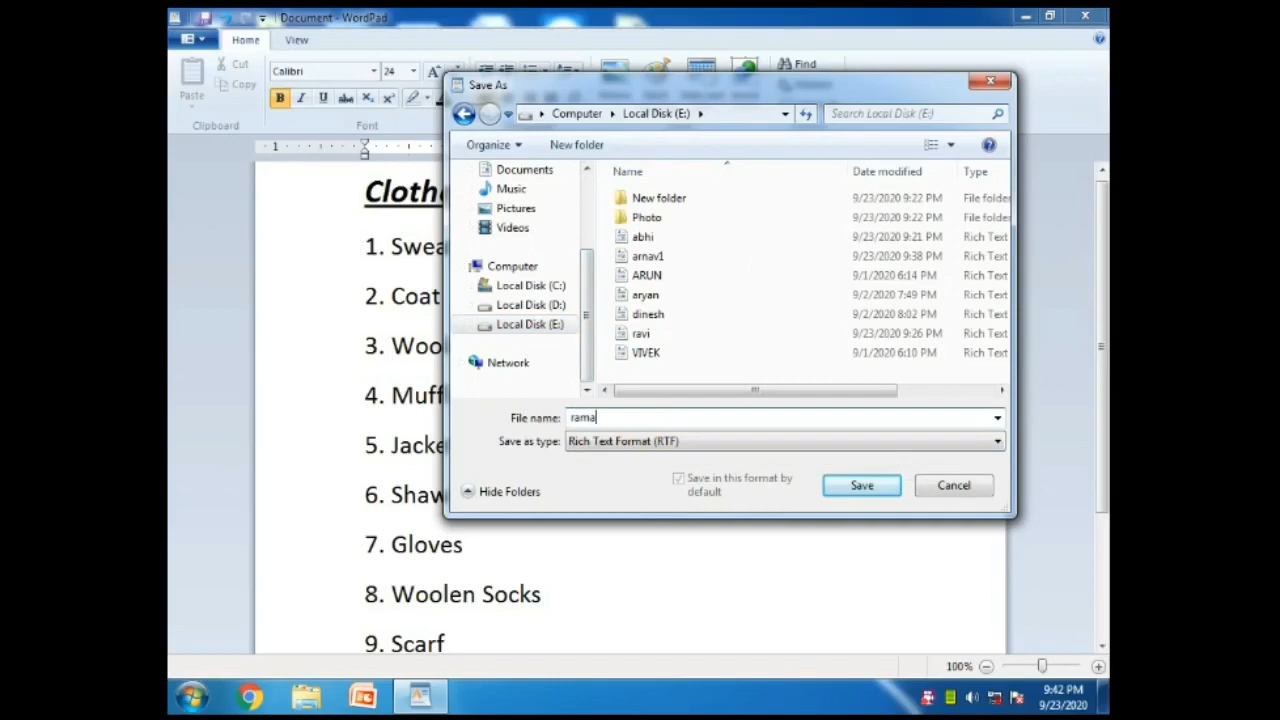 Document - WordPad
Home View
Cut
Copy
Paste
Clipboard
Calibri 24
Font
Find
Save As
Computer Local Disk (E:)
Search Local Disk (E:)
Organize New folder
Name Date modified Type
Documents
Music
Pictures
Videos
Computer
Local Disk (C:)
Local Disk (D:)
Local Disk (E:)
Network
New folder 9/23/2020 9:22 PM File folder
Photo 9/23/2020 9:22 PM File folder
abhi 9/23/2020 9:21 PM Rich Text
arnav1 9/23/2020 9:38 PM Rich Text
ARUN 9/1/2020 6:14 PM Rich Text
aryan 9/2/2020 7:49 PM Rich Text
dinesh 9/2/2020 8:02 PM Rich Text
ravi 9/23/2020 9:26 PM Rich Text
VIVEK 9/1/2020 6:10 PM Rich Text
File name: rama
Save as type: Rich Text Format (RTF)
Save in this format by
default
Save Cancel
Hide Folders
Clothe
1. Swea
2. Coat
3. Woo
4. Muff
5. Jacke
6. Shaw
7. Gloves
8. Woolen Socks
9. Scarf
100%
9:42 PM
9/23/2020